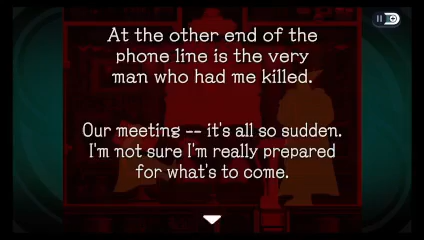 At the other end of the
phone line is the very
man who had me killed.
Our meeting -- it's all so sudden.
I'm not sure I'm really prepared
for what's to come.